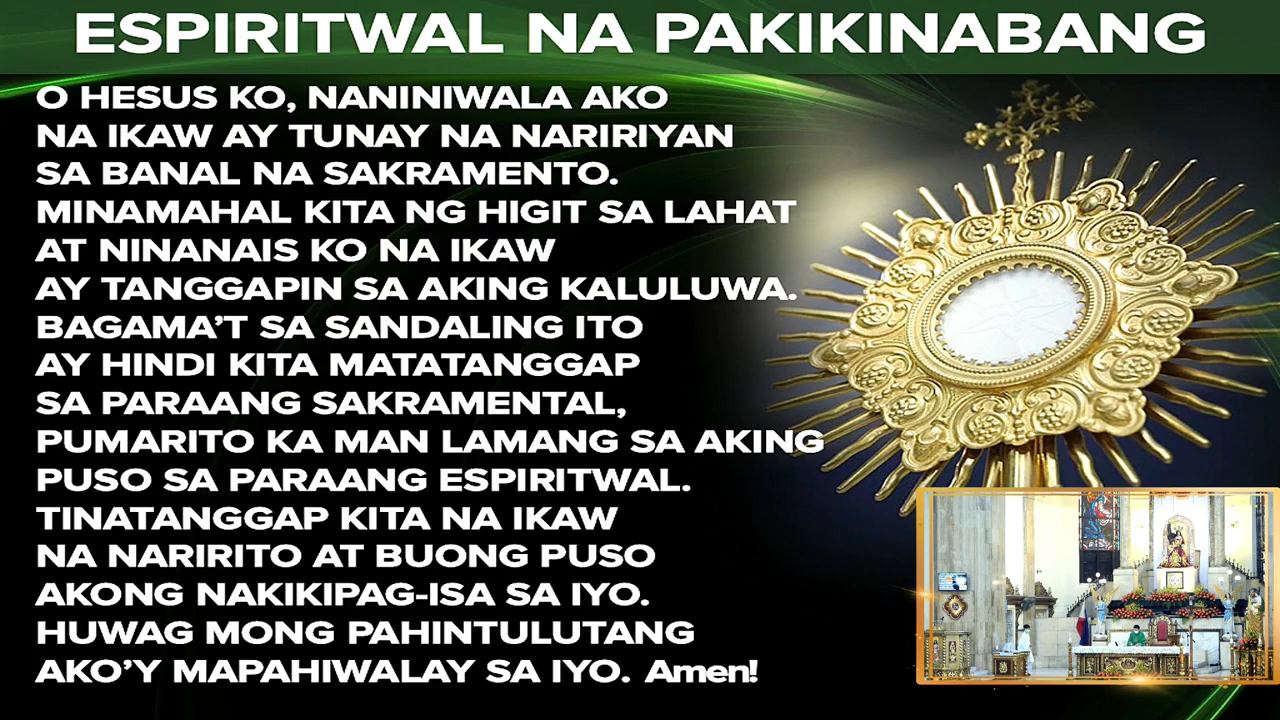 ESPIRITWAL NA PAKIKINABANG
O HESUS KO, NANINIWALA AKO
NA IKAW AY TUNAY NA NARIRIYAN
SA BANAL NA SAKRAMENTO.
MINAMAHAL KITA NG HIGIT SA LAHAT
AT NINANAIS KO NA IKAW
AY TANGGAPIN SA AKING KALULUWA.
BAGAMA’T SA SANDALING ITO
AY HINDI KITA MATATANGGAP
SA PARAANG SAKRAMENTAL,
PUMARITO KA MAN LAMANG SA AKING
PUSO SA PARAANG ESPIRITWAL.
TINATANGGAP KITA NA IKAW
NA NARIRITO AT BUONG PUSO
AKONG NAKIKIPAG-ISA SA IYO.
HUWAG MONG PAHINTULUTANG
AKO’Y MAPAHIWALAY SA IYO. Amen!